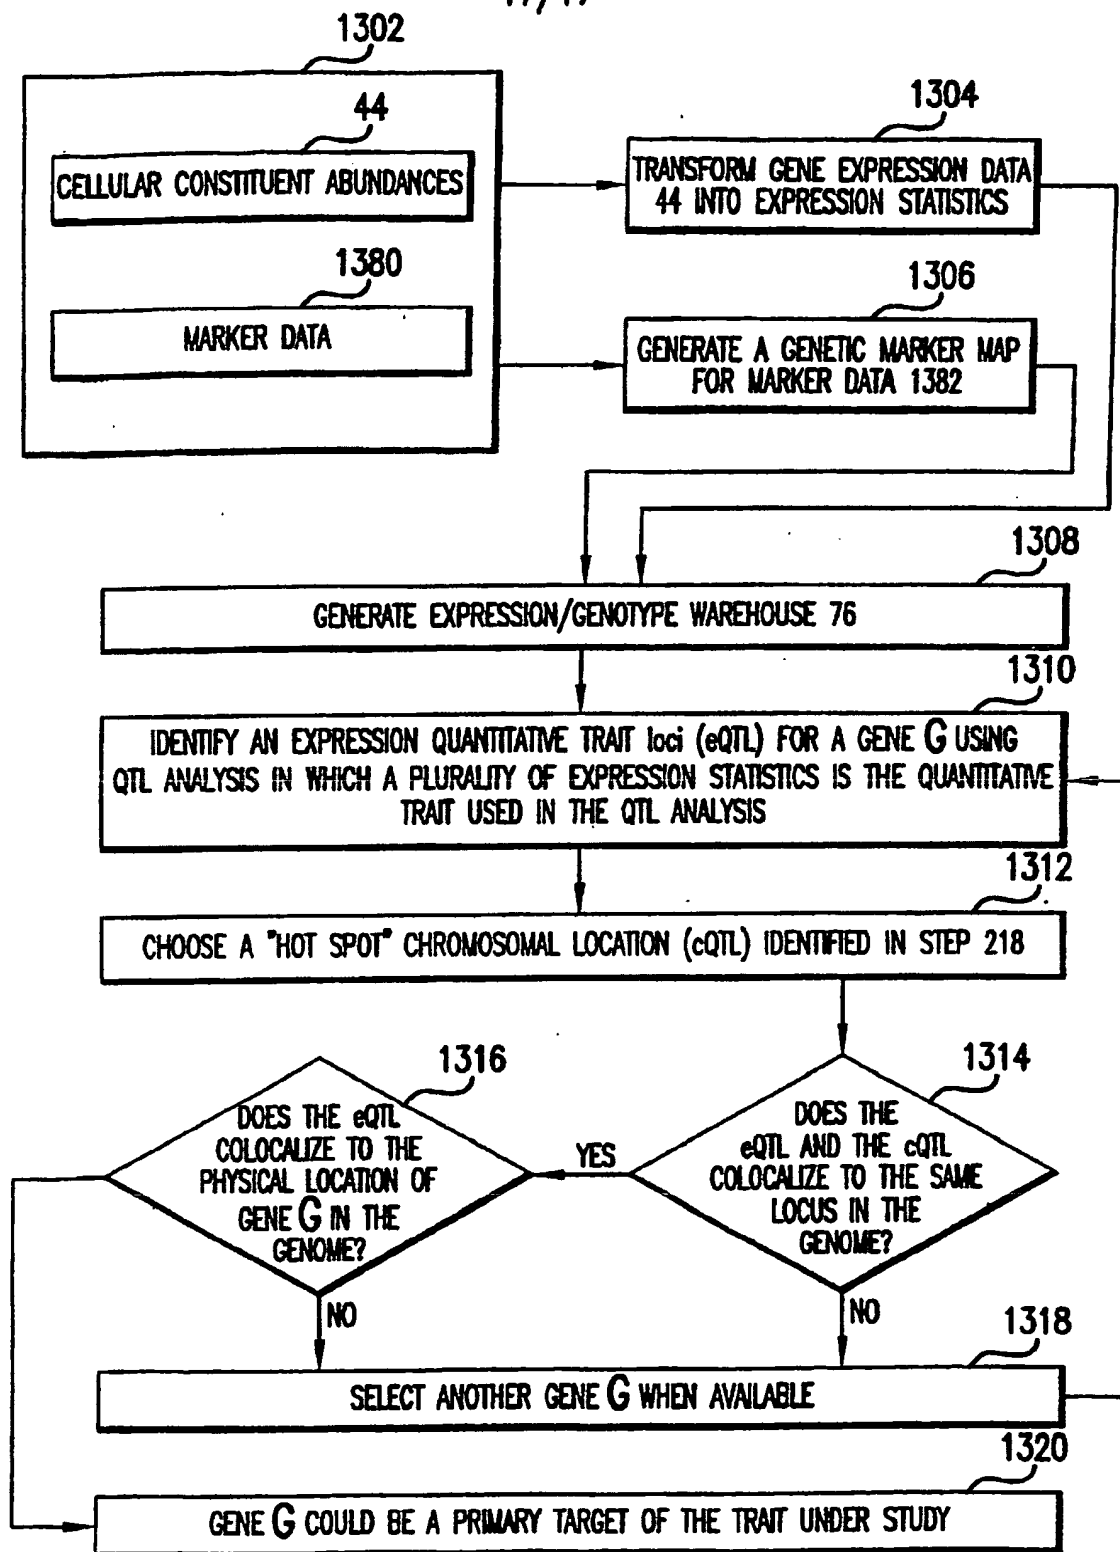 1302
44
CELLULAR CONSTITUENT ABUNDANCES
1380
MARKER DATA
1304
TRANSFORM GENE EXPRESSION DATA
44 INTO EXPRESSION STATISTICS
1306
GENERATE A GENETIC MARKER MAP
FOR MARKER DATA 1382
1308
GENERATE EXPRESSION/GENOTYPE WAREHOUSE 76
1310
IDENTIFY AN EXPRESSION QUANTITATIVE TRAIT loci (eQTL) FOR A GENE G USING
QTL ANALYSIS IN WHICH A PLURALITY OF EXPRESSION STATISTICS IS THE QUANTITATIVE
TRAIT USED IN THE QTL ANALYSIS
1312
CHOOSE A "HOT SPOT" CHROMOSOMAL LOCATION (cQTL) IDENTIFIED IN STEP 218
1316
DOES THE eQTL
COLOCALIZE TO THE
PHYSICAL LOCATION OF
GENE G IN THE
GENOME?
NO
YES
1314
DOES THE
eQTL AND THE cQTL
COLOCALIZE TO THE SAME
LOCUS IN THE
GENOME?
NO
1318
SELECT ANOTHER GENE G WHEN AVAILABLE
1320
GENE G COULD BE A PRIMARY TARGET OF THE TRAIT UNDER STUDY